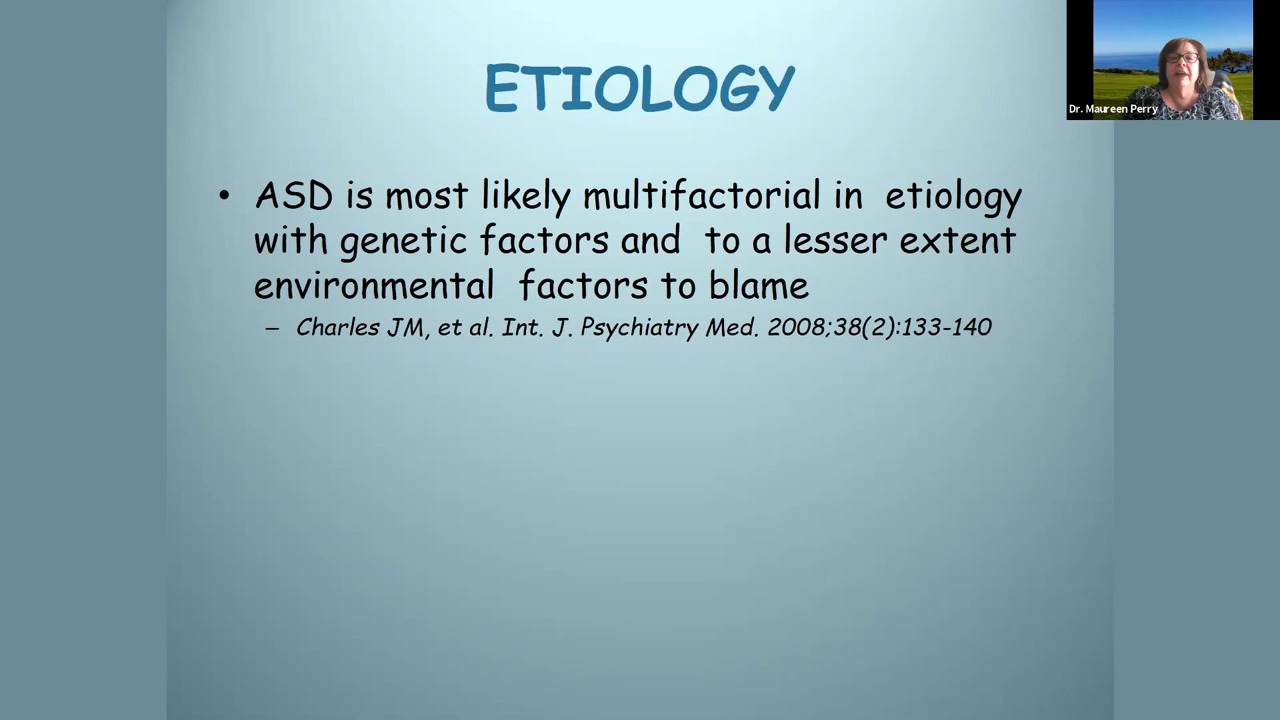 ETIOLOGY
Dr. Maureen Perry
• ASD is most likely multifactorial in etiology
with genetic factors and to a lesser extent
environmental factors to blame
– Charles JM, et al. Int. J. Psychiatry Med. 2008;38(2):133-140